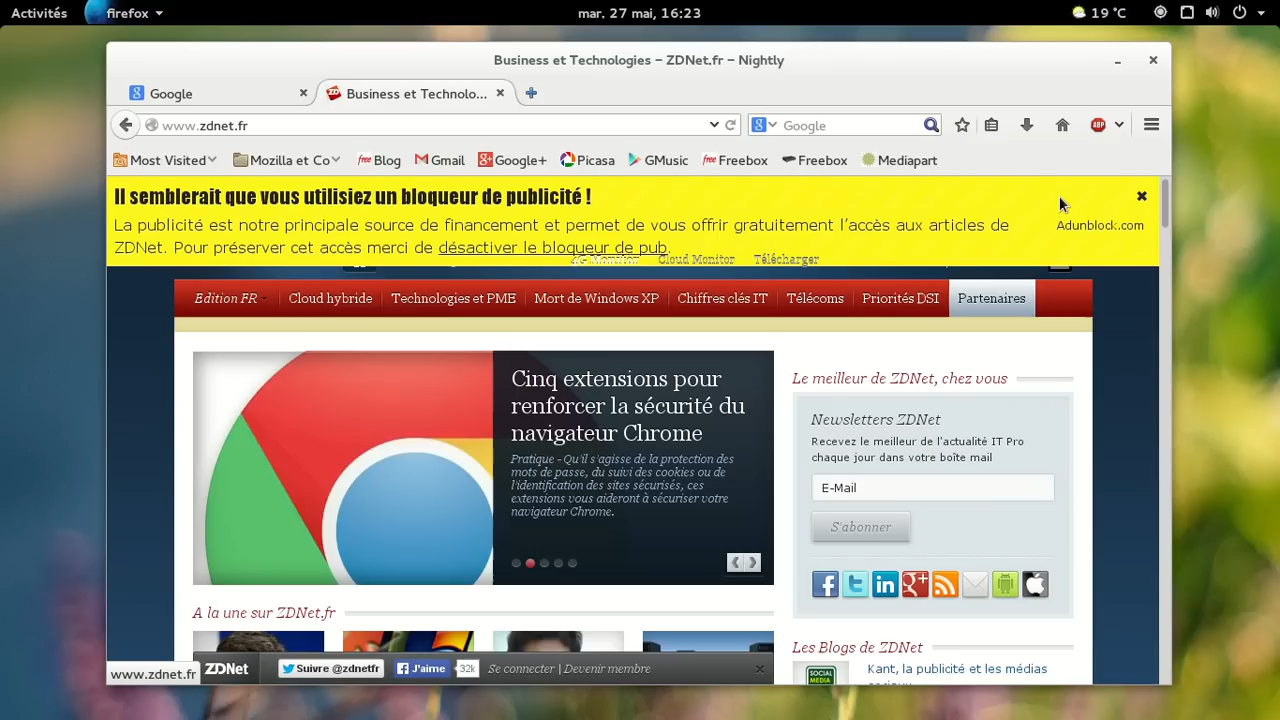 Activités firefox mar. 27 mai, 16:23 19 °C
Business et Technologies – ZDNet.fr – Nightly
Google Business et Technolo...
www.zdnet.fr Google ABP
Most Visited Mozilla et Co free Blog Gmail Google+ Picasa GMusic free Freebox Freebox Mediapart
Il semblerait que vous utilisiez un bloqueur de publicité !
La publicité est notre principale source de financement et permet de vous offrir gratuitement l'accès aux articles de
ZDNet. Pour préserver cet accès merci de désactiver le bloqueur de pub.
Adunblock.com
4G Monitor Cloud Monitor Télécharger
Edition FR Cloud hybride Technologies et PME Mort de Windows XP Chiffres clés IT Télécoms Priorités DSI Partenaires
Cinq extensions pour
renforcer la sécurité du
navigateur Chrome
Pratique - Qu'il s'agisse de la protection des
mots de passe, du suivi des cookies ou de
l'identification des sites sécurisés, ces
extensions vous aideront à sécuriser votre
navigateur Chrome.
Le meilleur de ZDNet, chez vous
Newsletters ZDNet
Recevez le meilleur de l'actualité IT Pro
chaque jour dans votre boîte mail
E-Mail
S'abonner
A la une sur ZDNet.fr
Les Blogs de ZDNet
SOCIAL
MEDIA
Kant, la publicité et les médias
www.zdnet.fr ZDNet Suivre @zdnetfr J'aime 32k Se connecter | Devenir membre